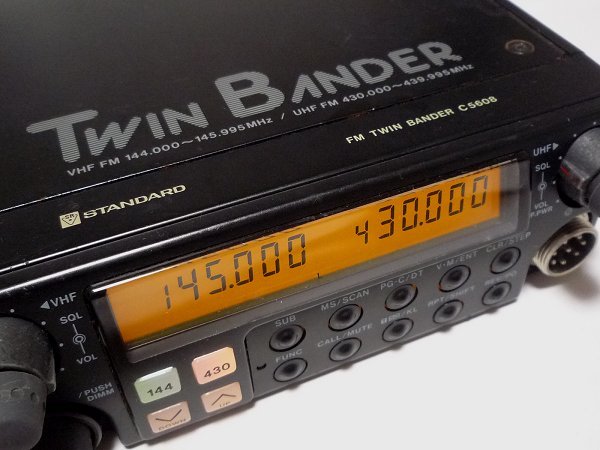 TWIN BANDER
VHF FM 144.000～145.995MHz / UHF FM 430.000～439.995MHz
FM TWIN BANDER C5608
STANDARD
UHF▶
SQL
VOL
P.PWR
145.000 430.000
◀VHF
SQL
VOL
/PUSH
DIMM
SUB MS/SCAN PG·C/DT V/M/ENT CLR/STEP
FUNC CALL/MUTE RPT/SHIFT
144 430
DOWN UP